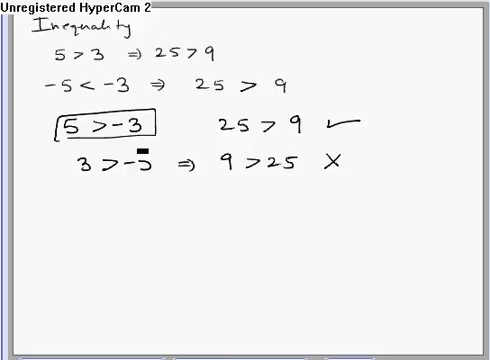 Unregistered HyperCam 2
Inequality
5 > 3 ⇒ 25 > 9
-5 < -3 ⇒ 25 > 9
5 > -3 25 > 9 ✓
3 > -5 ⇒ 9 > 25 ✗